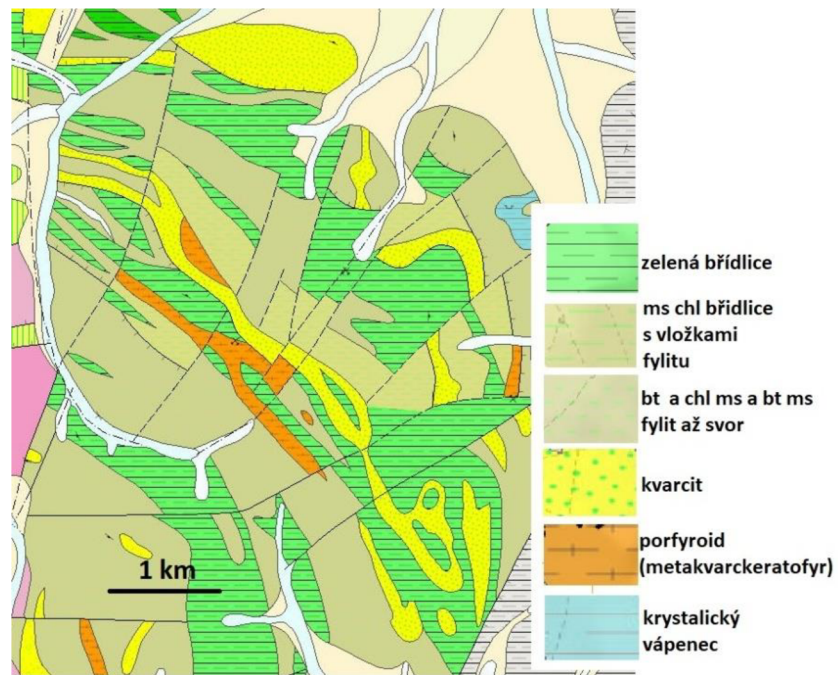 zelená břídlice
ms chl břidlice
s vložkami
fylitu
bt a chl ms a bt ms
fylit až svor
kvarcit
porfyroid
(metakvarckeratofyr)
krystalický
vápenec
1 km